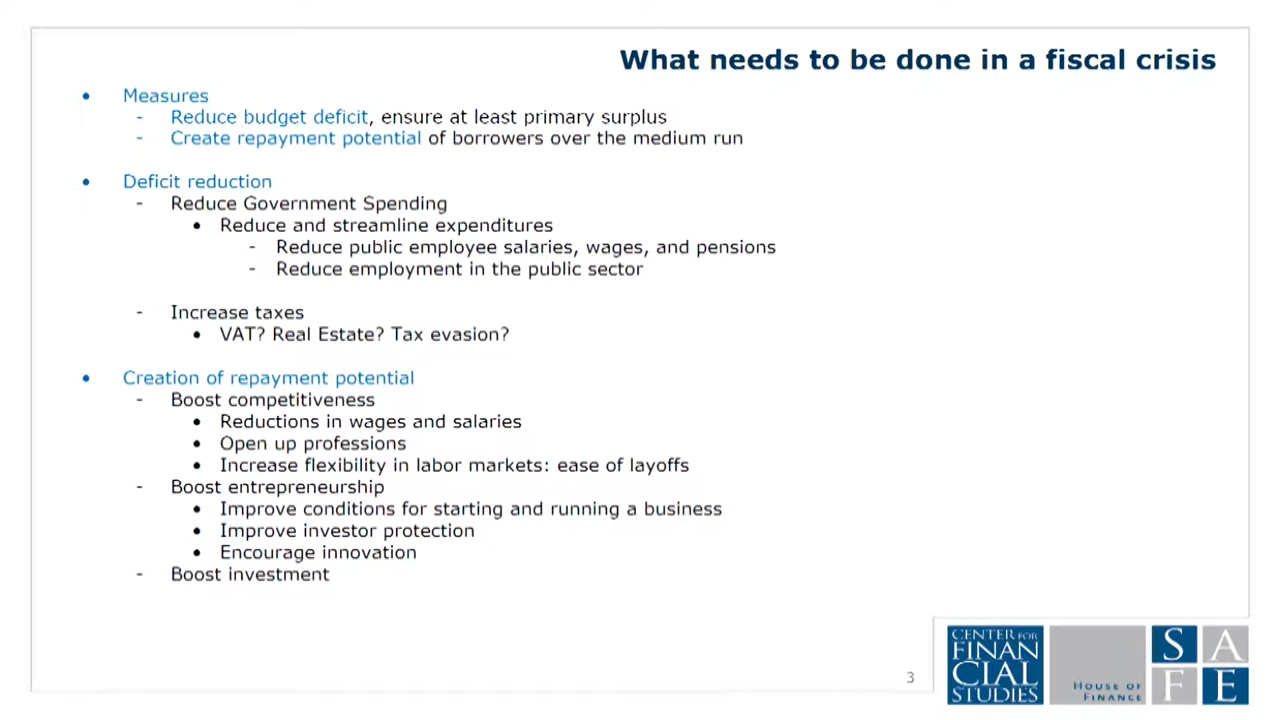 What needs to be done in a fiscal crisis
• Measures
- Reduce budget deficit, ensure at least primary surplus
- Create repayment potential of borrowers over the medium run
• Deficit reduction
- Reduce Government Spending
• Reduce and streamline expenditures
- Reduce public employee salaries, wages, and pensions
- Reduce employment in the public sector
- Increase taxes
• VAT? Real Estate? Tax evasion?
• Creation of repayment potential
- Boost competitiveness
• Reductions in wages and salaries
• Open up professions
• Increase flexibility in labor markets: ease of layoffs
- Boost entrepreneurship
• Improve conditions for starting and running a business
• Improve investor protection
• Encourage innovation
- Boost investment
3
CENTER FOR
FINAN
CIAL
STUDIES
HOUSE OF
FINANCE
S A
F E